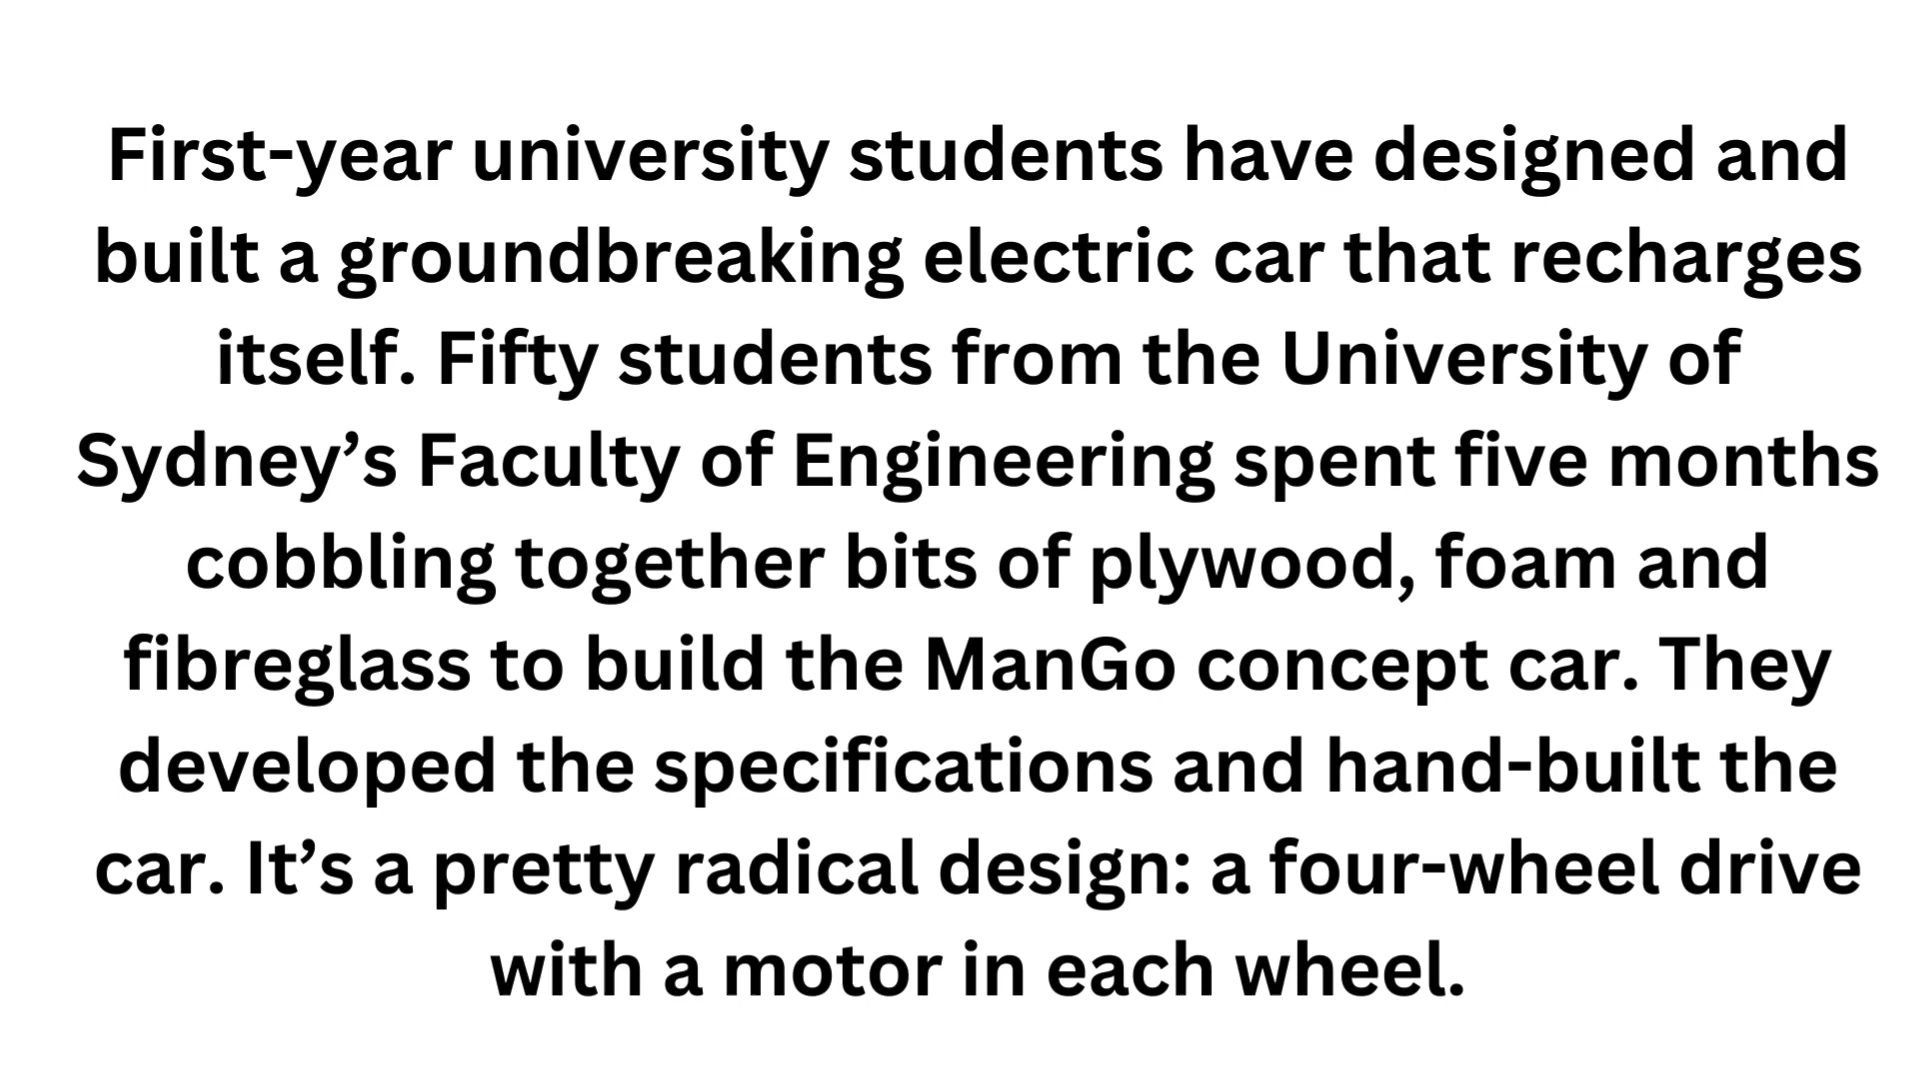 First-year university students have designed and
built a groundbreaking electric car that recharges
itself. Fifty students from the University of
Sydney’s Faculty of Engineering spent five months
cobbling together bits of plywood, foam and
fibreglass to build the ManGo concept car. They
developed the specifications and hand-built the
car. It’s a pretty radical design: a four-wheel drive
with a motor in each wheel.